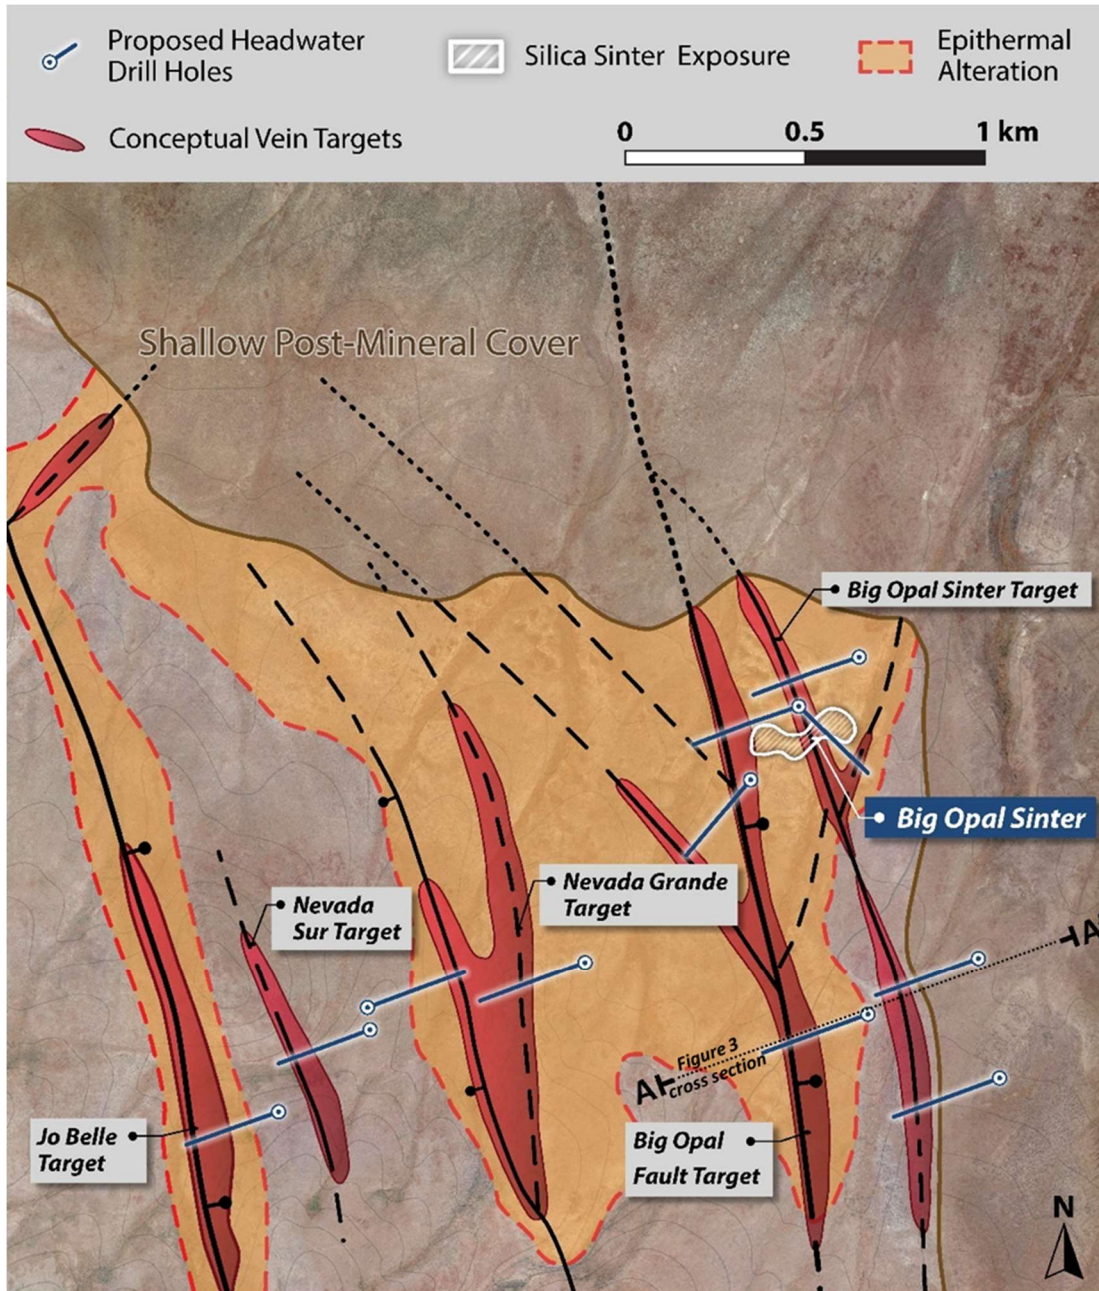 Proposed Headwater
Drill Holes
Silica Sinter Exposure
Epithermal
Alteration
Conceptual Vein Targets
0 0.5 1 km
Shallow Post-Mineral Cover
Big Opal Sinter Target
Big Opal Sinter
Nevada Grande
Target
Nevada
Sur Target
A'
Figure 3
cross section
A
Jo Belle
Target
Big Opal
Fault Target
N